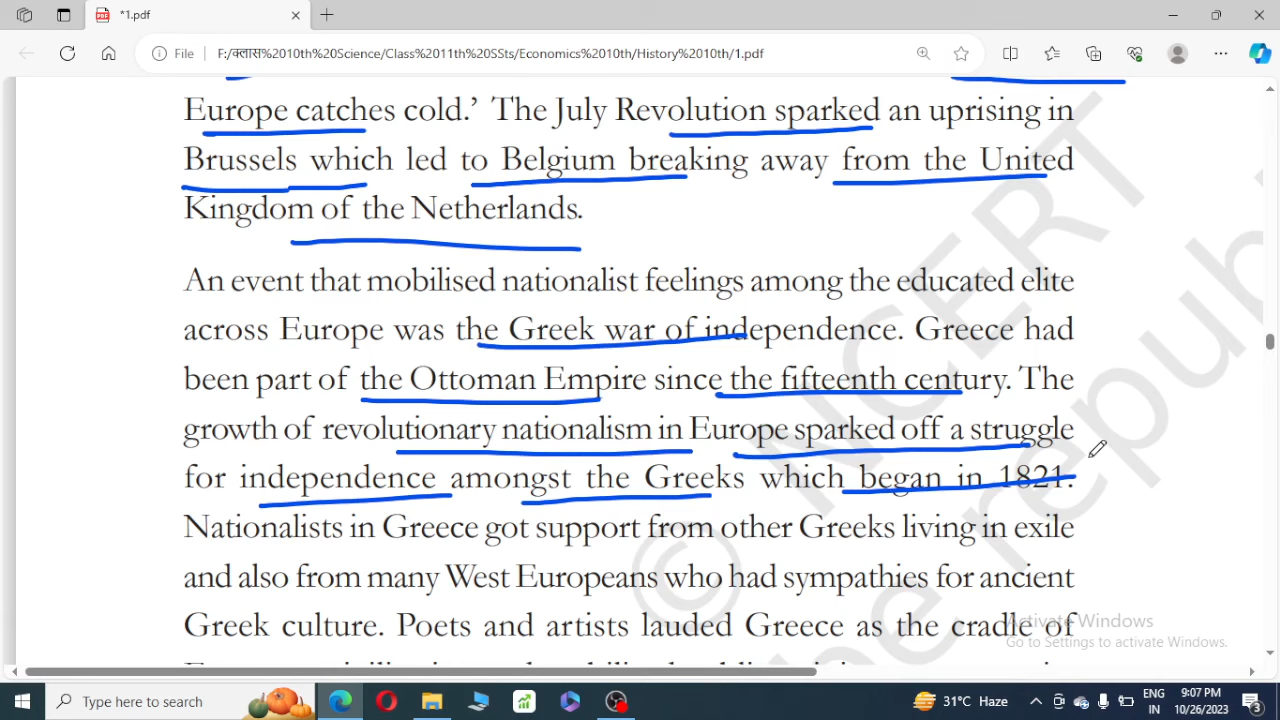 *1.pdf
File
F:/क्लास%2010th%20Science/Class%2011th%20SSts/Economics%2010th/History%2010th/1.pdf
Europe catches cold.’ The July Revolution sparked an uprising in
Brussels which led to Belgium breaking away from the United
Kingdom of the Netherlands.
An event that mobilised nationalist feelings among the educated elite
across Europe was the Greek war of independence. Greece had
been part of the Ottoman Empire since the fifteenth century. The
growth of revolutionary nationalism in Europe sparked off a struggle
for independence amongst the Greeks which began in 1821.
Nationalists in Greece got support from other Greeks living in exile
and also from many West Europeans who had sympathies for ancient
Greek culture. Poets and artists lauded Greece as the cradle of
© NCERT
be republi
Activate Windows
Go to Settings to activate Windows.
Type here to search
31°C Haze
ENG
IN
9:07 PM
10/26/2023
3